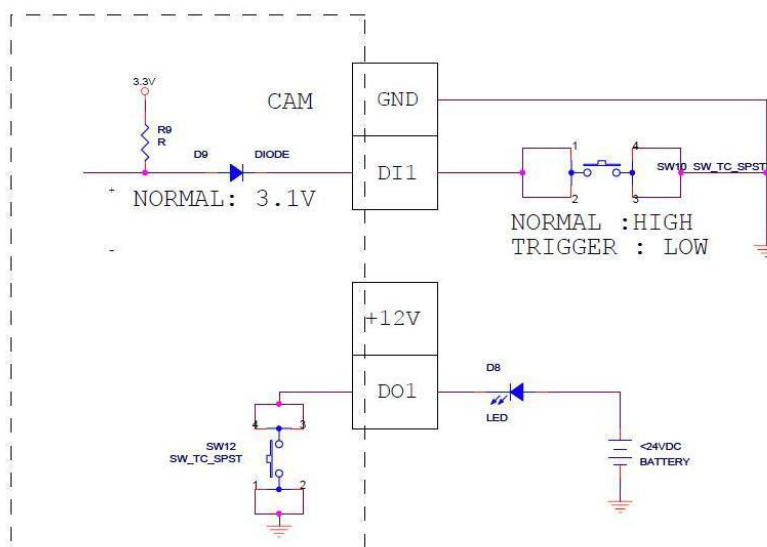 3.3V
R9
R
CAM
D9 DIODE
+
NORMAL: 3.1V
-
GND
DI1
1
4
2
3
SW10 SW_TC_SPST
NORMAL :HIGH
TRIGGER : LOW
+12V
DO1
D8
LED
4
3
SW12
SW_TC_SPST
1
2
<24VDC
BATTERY